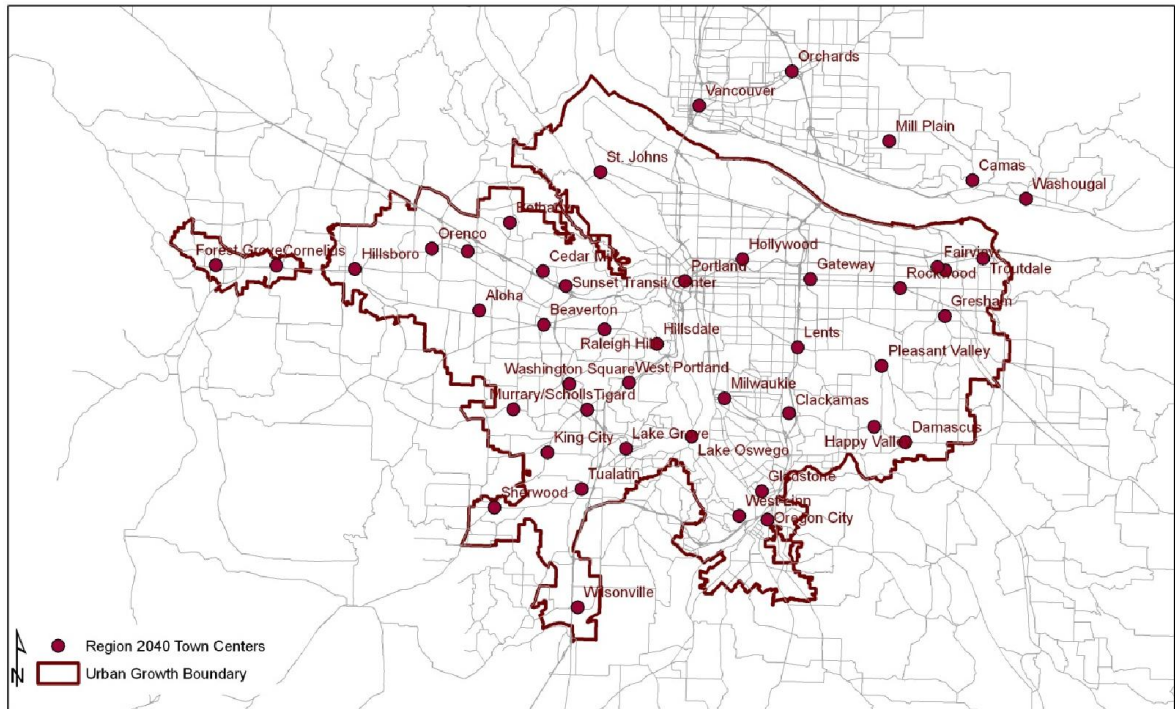 Orchards
Vancouver
Mill Plain
St. Johns
Camas
Washougal
Bethany
Orenco
Hollywood
Forest Grove
Cornelius
Hillsboro
Cedar Mill
Portland
Gateway
Fairview
Rockwood
Troutdale
Sunset Transit Center
Aloha
Beaverton
Gresham
Hillsdale
Raleigh Hills
Lents
Pleasant Valley
Washington Square
West Portland
Milwaukie
Murrary/Scholls
Tigard
Clackamas
King City
Lake Grove
Lake Oswego
Happy Valley
Damascus
Tualatin
Sherwood
Gladstone
West Linn
Oregon City
Wilsonville
N
Region 2040 Town Centers
Urban Growth Boundary